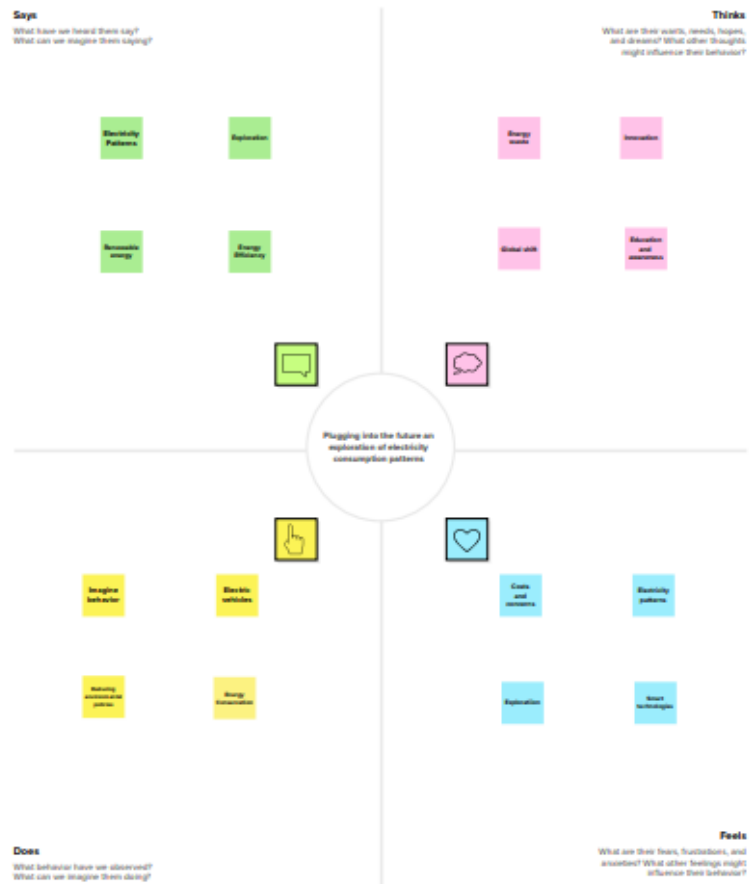 Says
What have we heard them say?
What can we imagine them saying?
Thinks
What are their wants, needs, hopes,
and dreams? What other thoughts
might influence their behavior?
Electricity
Patterns
Exploration
Renewable
energy
Energy
Efficiency
Energy
waste
Innovation
Global shift
Education
and
awareness
Plugging into the future an
exploration of electricity
consumption patterns
Imagine
behavior
Electric
vehicles
Reducing
environmental
Energy
Consumption
Costs
and
concerns
Electricity
patterns
Exploration
Smart
technologies
Does
What behavior have we observed?
What can we imagine them doing?
Feels
What are their fears, frustrations, and
anxieties? What other feelings might
influence their behavior?